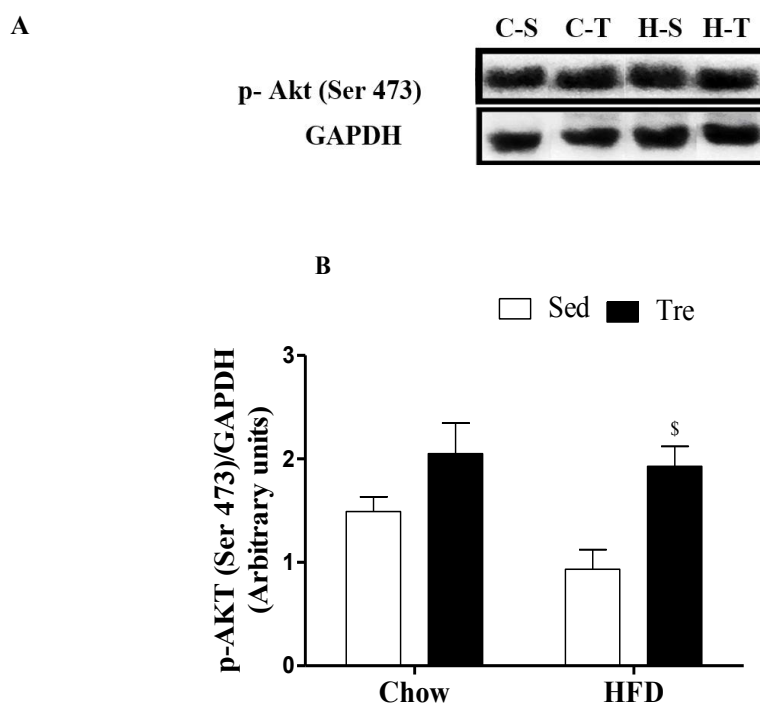 A
C-S C-T H-S H-T
p- Akt (Ser 473)
GAPDH
B
Sed Tre
p-AKT (Ser 473)/GAPDH
(Arbitrary units)
3
$
2
1
0
Chow HFD